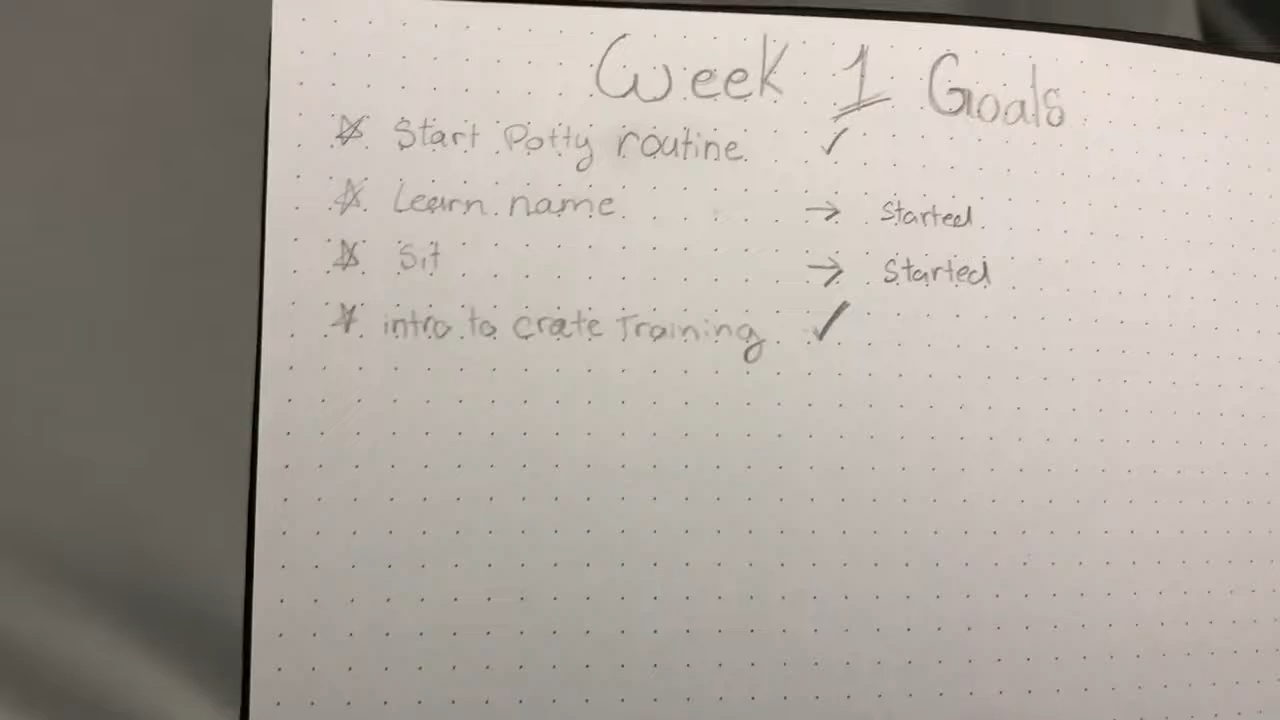 Week 1 Goals
☆ Start Potty routine ✓
☆ Learn name → Started
☆ Sit → Started
☆ intro to crate Training ✓